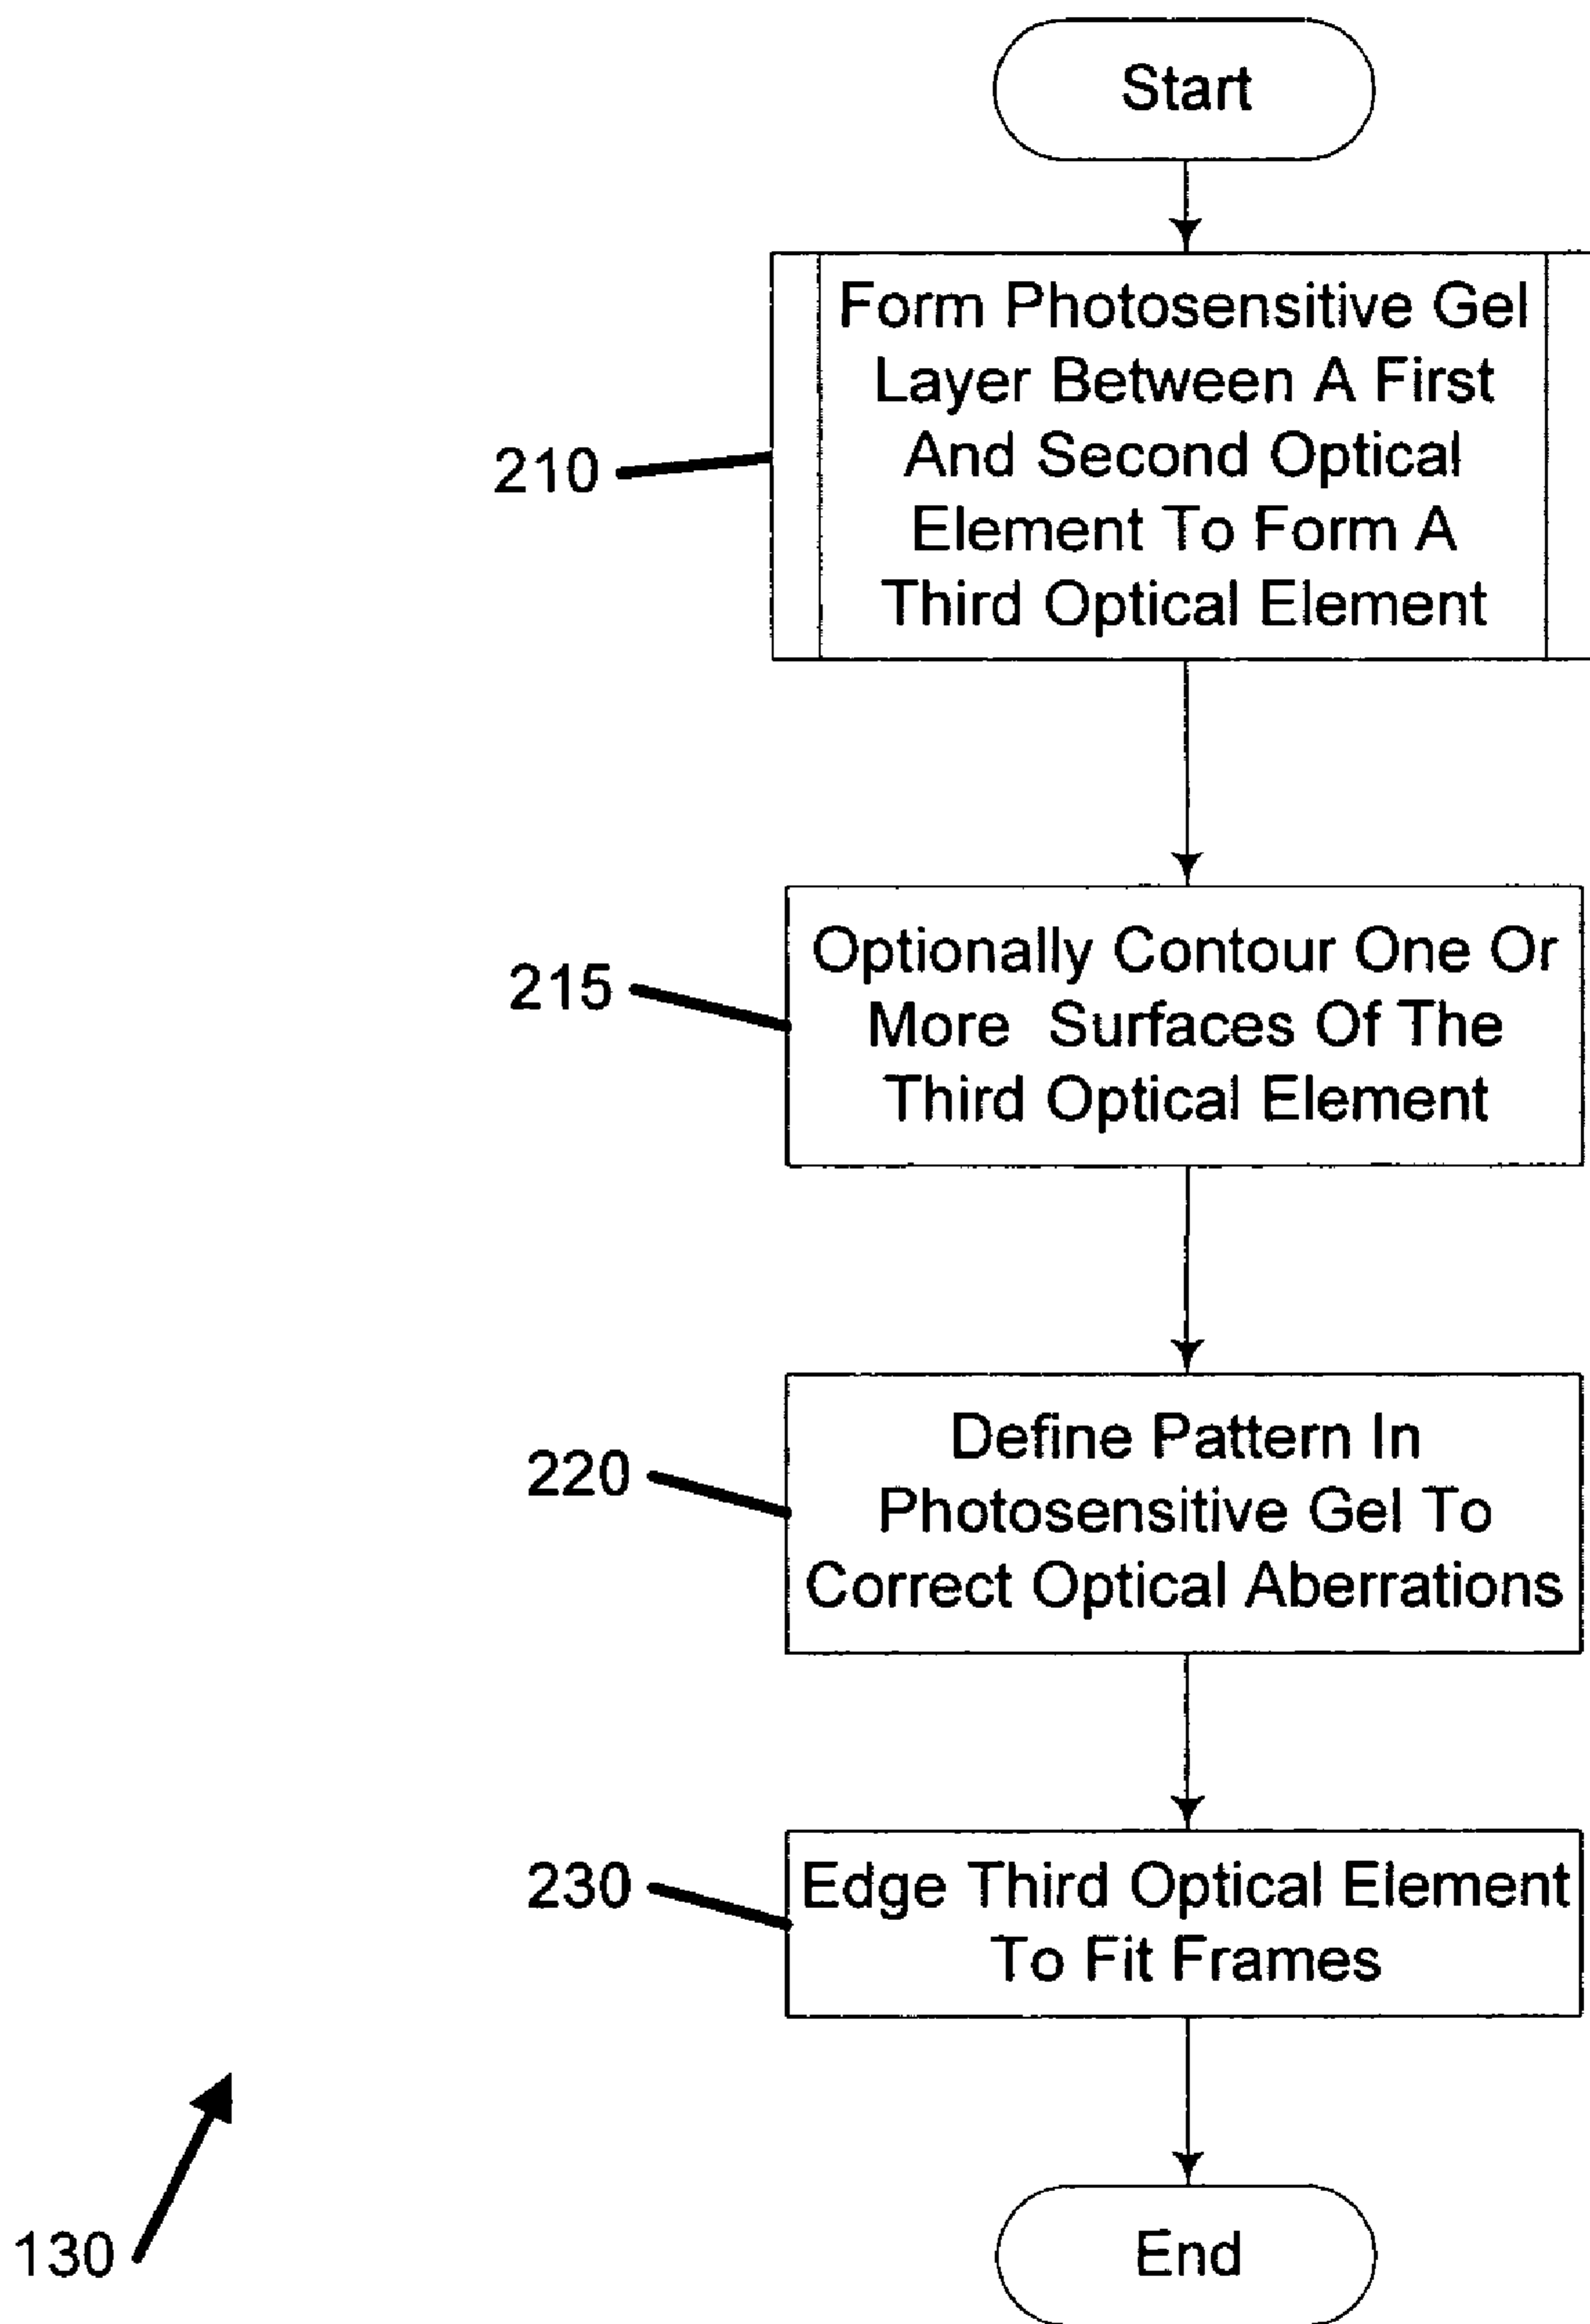 Start
Form Photosensitive Gel
Layer Between A First
And Second Optical
Element To Form A
Third Optical Element
210
Optionally Contour One Or
More Surfaces Of The
Third Optical Element
215
Define Pattern In
Photosensitive Gel To
Correct Optical Aberrations
220
Edge Third Optical Element
To Fit Frames
230
End
130